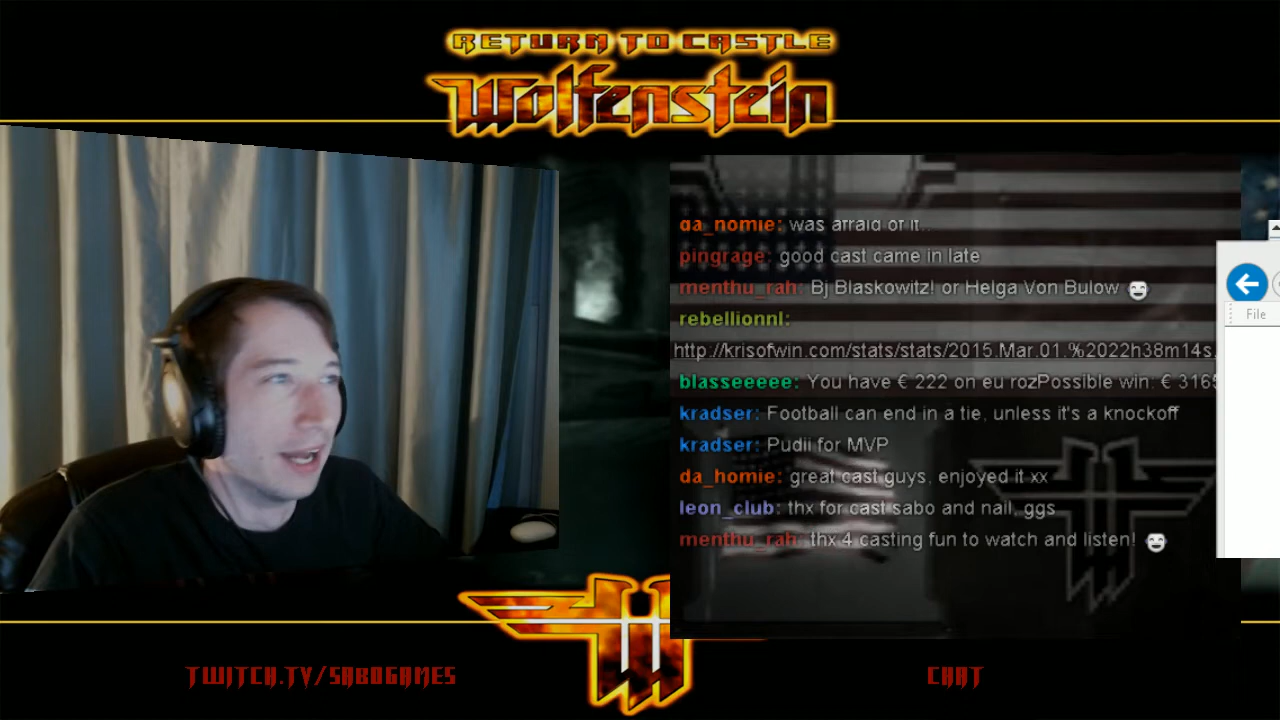 RETURN TO CASTLE
Wolfenstein
da_homie: was afraid of it..
pingrage: good cast came in late
menthu_rah: Bj Blaskowitz! or Helga Von Bulow
rebellionnl:
http://krisofwin.com/stats/stats/2015.Mar.01.%2022h38m14s.
blasseeeee: You have € 222 on eu rozPossible win: € 3165
kradser: Football can end in a tie, unless it's a knockoff
kradser: Pudii for MVP
da_homie: great cast guys, enjoyed it xx
leon_club: thx for cast sabo and nail, ggs
menthu_rah: thx 4 casting fun to watch and listen!
File
TWITCH.TV/SABOGAMES
CHAT